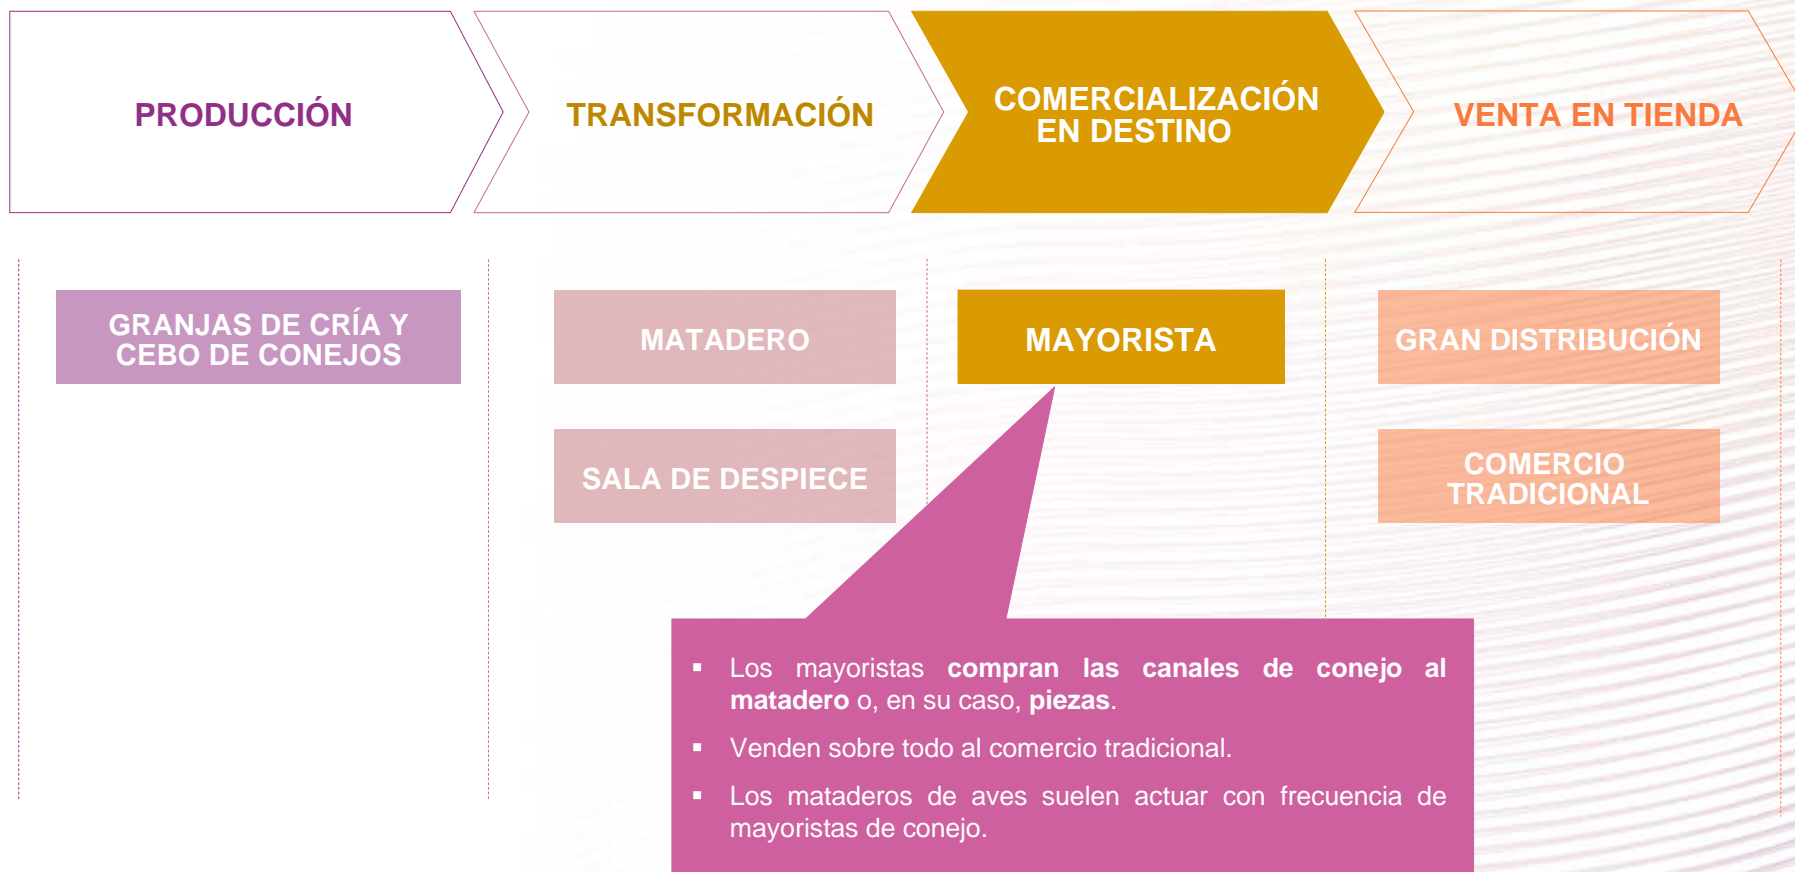 PRODUCCIÓN
TRANSFORMACIÓN
COMERCIALIZACIÓN
EN DESTINO
VENTA EN TIENDA
GRANJAS DE CRÍA Y
CEBO DE CONEJOS
MATADERO
MAYORISTA
GRAN DISTRIBUCIÓN
SALA DE DESPIECE
COMERCIO
TRADICIONAL
▪ Los mayoristas compran las canales de conejo al
matadero o, en su caso, piezas.
▪ Venden sobre todo al comercio tradicional.
▪ Los mataderos de aves suelen actuar con frecuencia de
mayoristas de conejo.